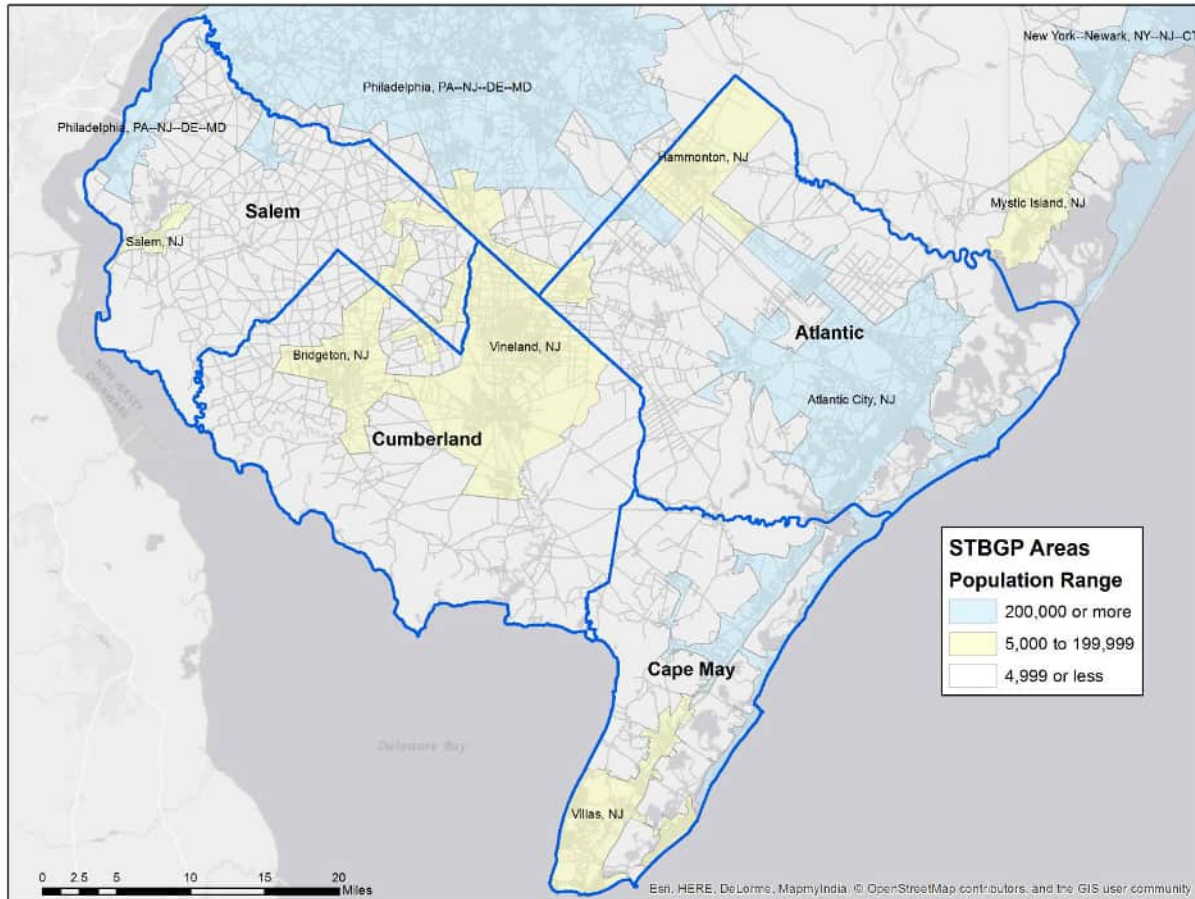 New York--Newark, NY--NJ--CT
Philadelphia, PA--NJ--DE--MD
Philadelphia, PA--NJ--DE--MD
Hammonton, NJ
Mystic Island, NJ
Salem
Salem, NJ
Atlantic
Bridgeton, NJ
Vineland, NJ
NEW JERSEY
DELAWARE
Atlantic City, NJ
Cumberland
STBGP Areas
Population Range
200,000 or more
5,000 to 199,999
4,999 or less
Cape May
Delaware Bay
Villas, NJ
0 2.5 5 10 15 20
Miles
Esri, HERE, DeLorme, MapmyIndia, © OpenStreetMap contributors, and the GIS user community